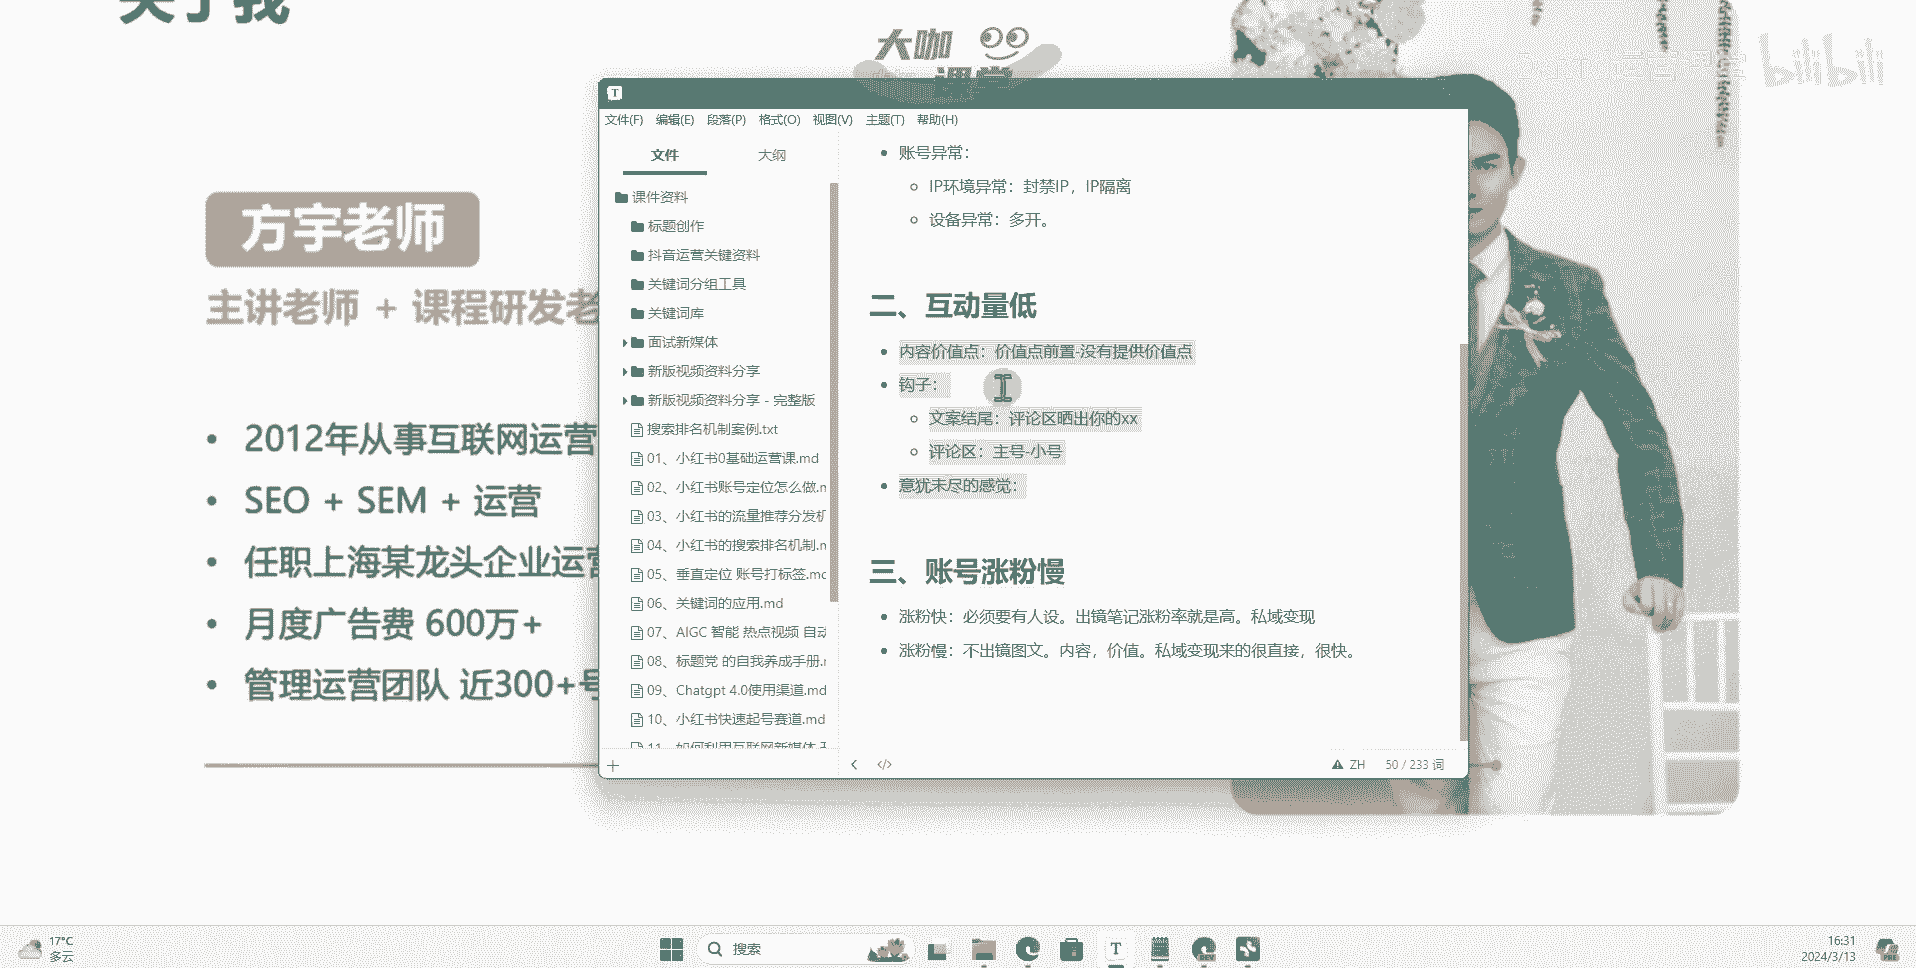 关于我
大咖
课堂
bilibili
方宇老师
主讲老师 + 课程研发老
2012年从事互联网运营
SEO + SEM + 运营
任职上海某龙头企业运营
月度广告费 600万+
管理运营团队 近300+号
T
文件(F) 编辑(E) 段落(P) 格式(O) 视图(V) 主题(T) 帮助(H)
文件 大纲
课件资料
标题创作
抖音运营关键资料
关键词分组工具
关键词库
面试新媒体
新版视频资料分享
新版视频资料分享 - 完整版
搜索排名机制案例.txt
01、小红书0基础运营课.md
02、小红书账号定位怎么做.m
03、小红书的流量推荐分发机
04、小红书的搜索排名机制.m
05、垂直定位 账号打标签.md
06、关键词的应用.md
07、AIGC 智能 热点视频 自动
08、标题党 的自我养成手册.m
09、Chatgpt 4.0使用渠道.md
10、小红书快速起号赛道.md
11、如何利用互联网新媒体
账号异常：
IP环境异常：封禁IP，IP隔离
设备异常：多开。
二、互动量低
内容价值点：价值点前置-没有提供价值点
钩子：
文案结尾：评论区晒出你的xx
评论区：主号-小号
意犹未尽的感觉：
三、账号涨粉慢
涨粉快：必须要有人设。出镜笔记涨粉率就是高。私域变现
涨粉慢：不出镜图文。内容，价值。私域变现来的很直接，很快。
ZH 50 / 233 词
17°C
多云
搜索
T
DEV
16:31
2024/3/13
PRE